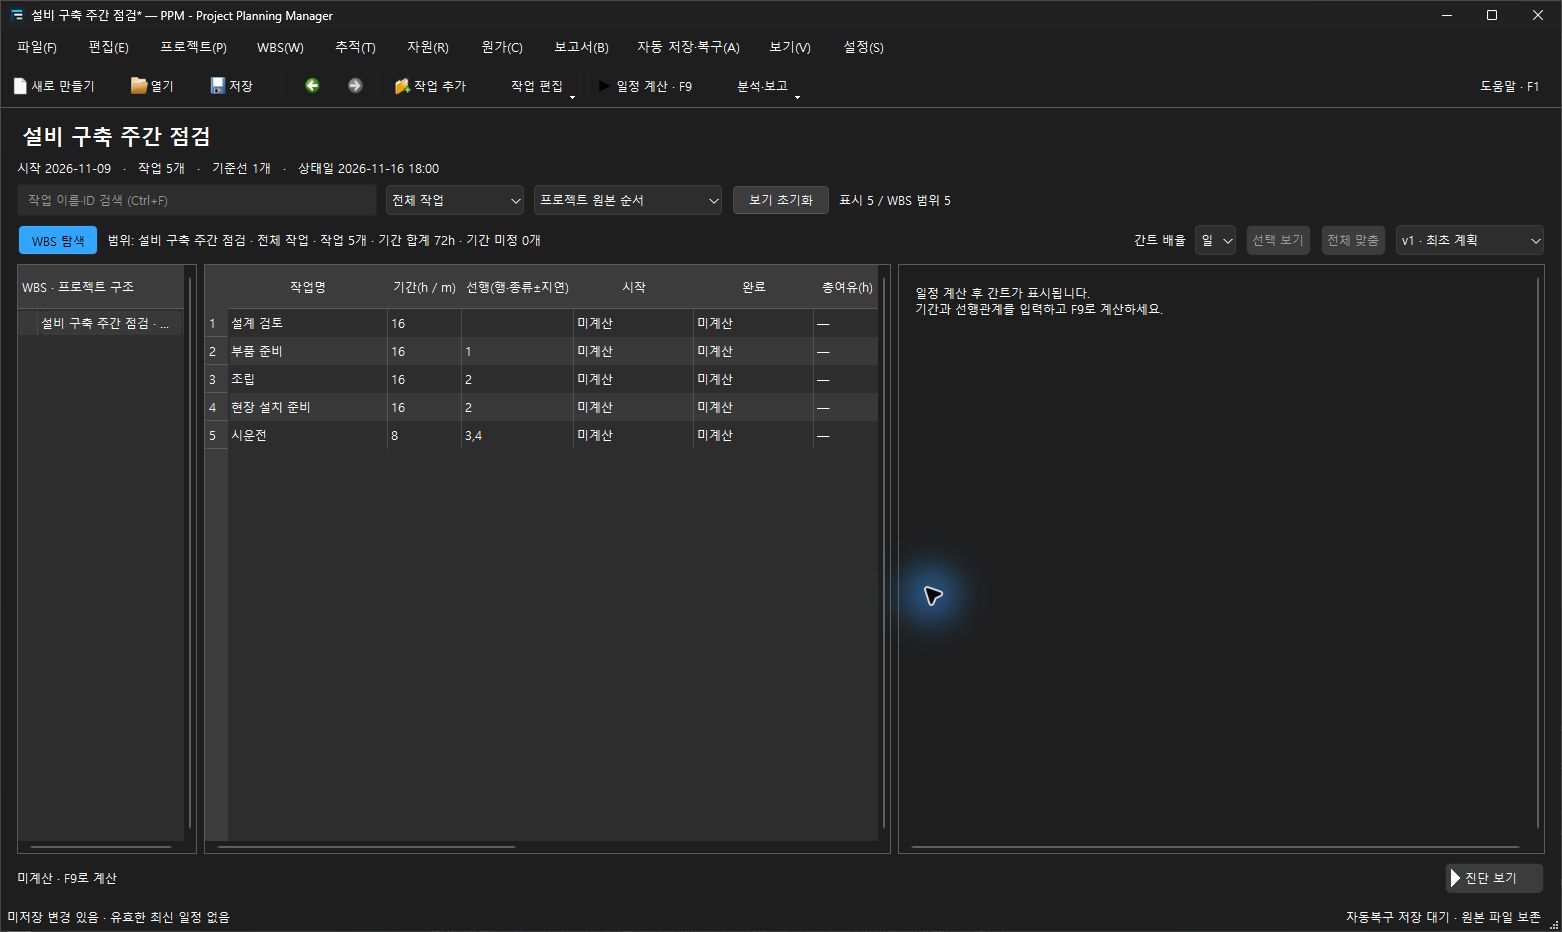 설비 구축 주간 점검* — PPM - Project Planning Manager
파일(F) 편집(E) 프로젝트(P) WBS(W) 추적(T) 자원(R) 원가(C) 보고서(B) 자동 저장·복구(A) 보기(V) 설정(S)
새로 만들기 열기 저장 작업 추가 작업 편집 일정 계산 · F9 분석·보고 도움말 · F1
설비 구축 주간 점검
시작 2026-11-09 · 작업 5개 · 기준선 1개 · 상태일 2026-11-16 18:00
작업 이름·ID 검색 (Ctrl+F) 전체 작업 프로젝트 원본 순서 보기 초기화 표시 5 / WBS 범위 5
WBS 탐색 범위: 설비 구축 주간 점검 · 전체 작업 · 작업 5개 · 기간 합계 72h · 기간 미정 0개 간트 배율 일 선택 보기 전체 맞춤 v1 · 최초 계획
WBS · 프로젝트 구조
설비 구축 주간 점검 · ...
작업명 기간(h / m) 선행(행·종류±지연) 시작 완료 총여유(h)
1 설계 검토 16 미계산 미계산 —
2 부품 준비 16 1 미계산 미계산 —
3 조립 16 2 미계산 미계산 —
4 현장 설치 준비 16 2 미계산 미계산 —
5 시운전 8 3,4 미계산 미계산 —
일정 계산 후 간트가 표시됩니다.
기간과 선행관계를 입력하고 F9로 계산하세요.
미계산 · F9로 계산 진단 보기
미저장 변경 있음 · 유효한 최신 일정 없음 자동복구 저장 대기 · 원본 파일 보존